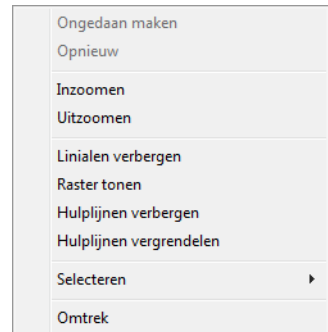 Ongedaan maken
Opnieuw
Inzoomen
Uitzoomen
Linialen verbergen
Raster tonen
Hulplijnen verbergen
Hulplijnen vergrendelen
Selecteren
Omtrek